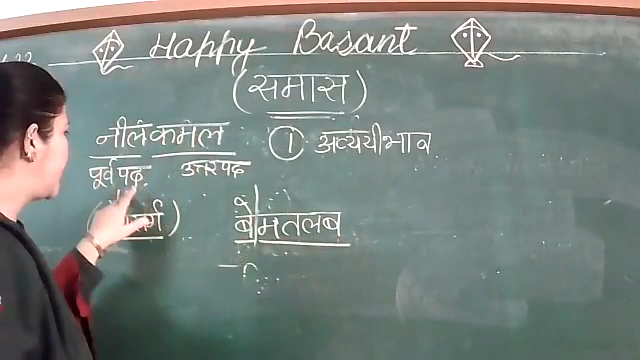 Happy Basant
(समास)
नीलकमल ① अव्ययीभाव
पूर्वपद उत्तरपद
बेमतलब